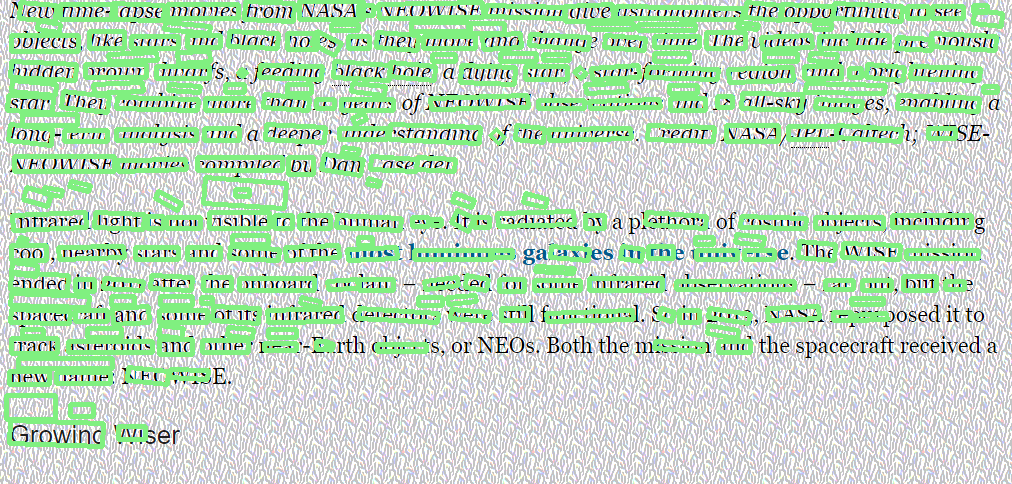 New time-lapse movies from NASA's NEOWISE mission give astronomers the opportunity to see
objects, like stars and black holes, as they move and change over time. The videos include previously
hidden brown dwarfs, a feeding black hole, a dying star, a star-forming region and a brightening
star. They combine more than 10 years of NEOWISE observations and 18 all-sky images, enabling a
long-term analysis and a deeper understanding of the universe. Credit: NASA/JPL-Caltech; WISE-
NEOWISE movies compiled by Dan Caselden
Infrared light is not visible to the human eye. It is radiated by a plethora of cosmic objects, including
cool, nearby stars and some of the most luminous galaxies in the universe. The WISE mission
ended in 2011 after the onboard coolant – needed for some infrared observations – ran out, but the
spacecraft and some of its infrared detectors were still functional. So in 2013, NASA repurposed it to
track asteroids and other near-Earth objects, or NEOs. Both the mission and the spacecraft received a
new name: NEOWISE.
Growing Wiser